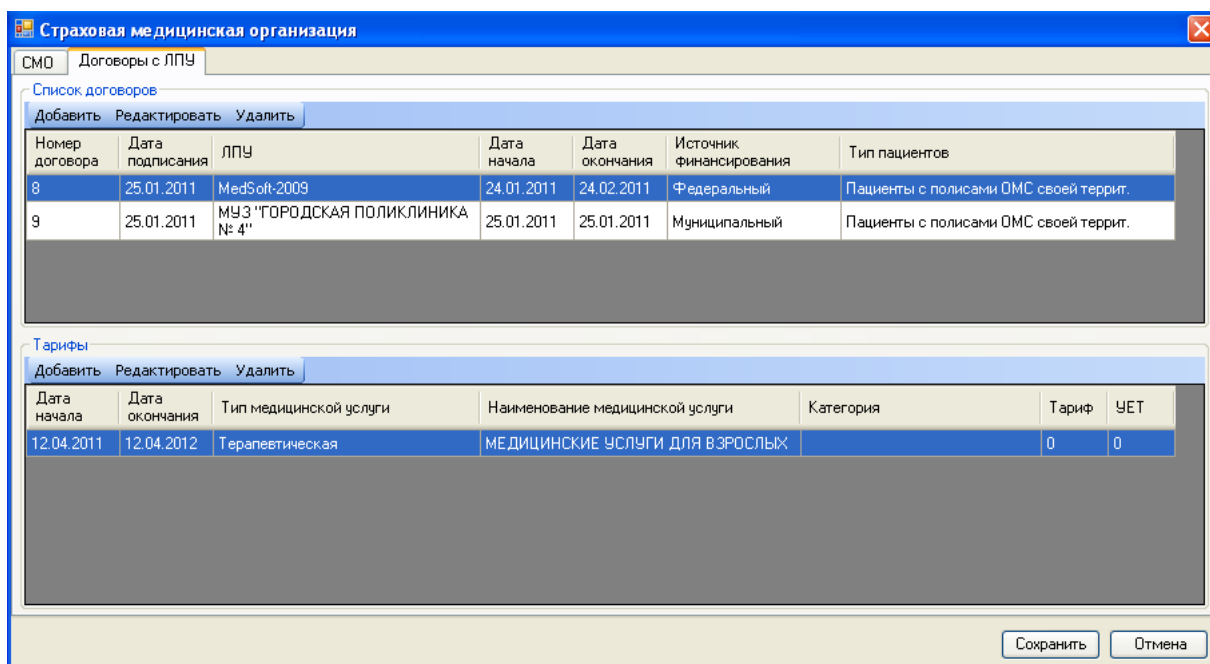 Страховая медицинская организация
СМО Договоры с ЛПУ
Список договоров
Добавить Редактировать Удалить
Номер договора Дата подписания ЛПУ Дата начала Дата окончания Источник финансирования Тип пациентов
8 25.01.2011 MedSoft-2009 24.01.2011 24.02.2011 Федеральный Пациенты с полисами ОМС своей террит.
9 25.01.2011 МУЗ "ГОРОДСКАЯ ПОЛИКЛИНИКА № 4" 25.01.2011 25.01.2011 Муниципальный Пациенты с полисами ОМС своей террит.
Тарифы
Добавить Редактировать Удалить
Дата начала Дата окончания Тип медицинской услуги Наименование медицинской услуги Категория Тариф УЕТ
12.04.2011 12.04.2012 Терапевтическая МЕДИЦИНСКИЕ УСЛУГИ ДЛЯ ВЗРОСЛЫХ 0 0
Сохранить Отмена